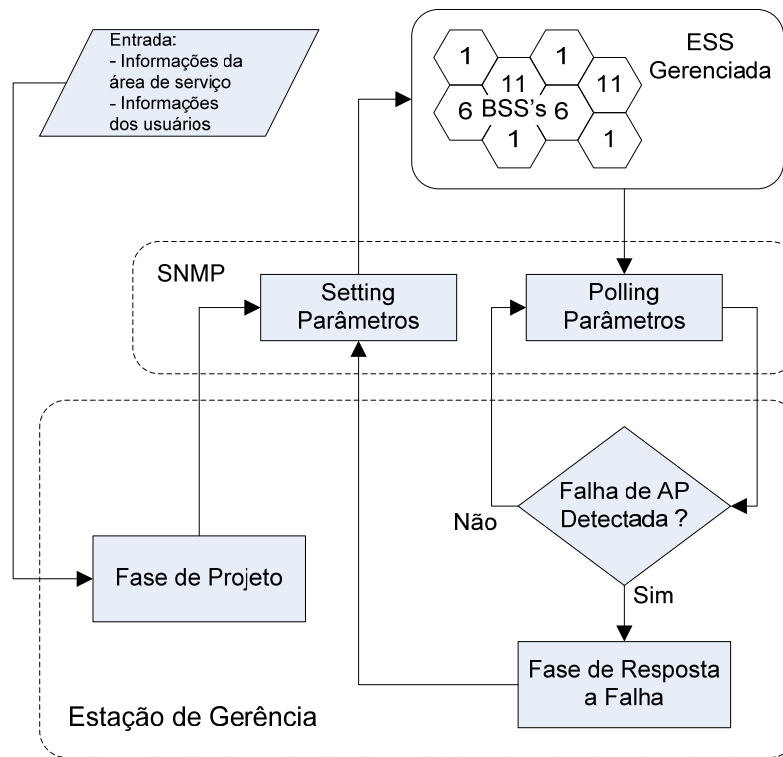 Entrada:
- Informações da
área de serviço
- Informações
dos usuários
ESS
Gerenciada
1
1
11
11
6
BSS's
6
1
1
SNMP
Setting
Parâmetros
Polling
Parâmetros
Falha de AP
Detectada ?
Não
Sim
Fase de Projeto
Fase de Resposta
a Falha
Estação de Gerência